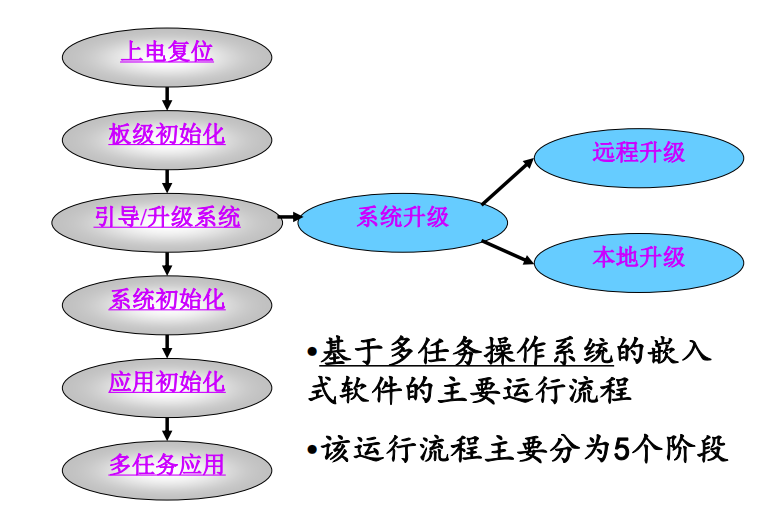 上电复位
板级初始化
远程升级
引导/升级系统
系统升级
本地升级
系统初始化
•基于多任务操作系统的嵌入
式软件的主要运行流程
应用初始化
•该运行流程主要分为5个阶段
多任务应用